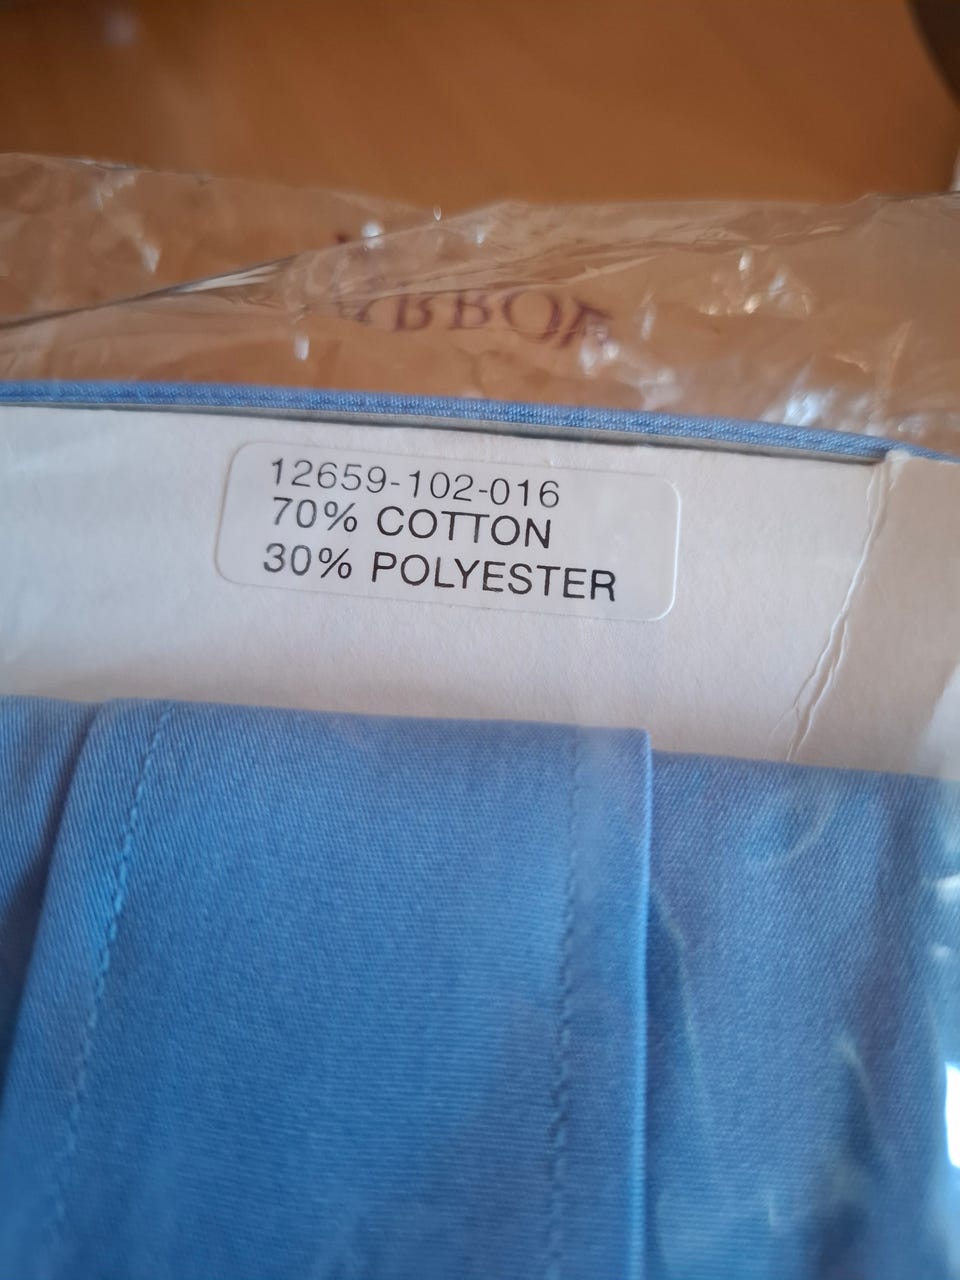 12659-102-016
70% COTTON
30% POLYESTER